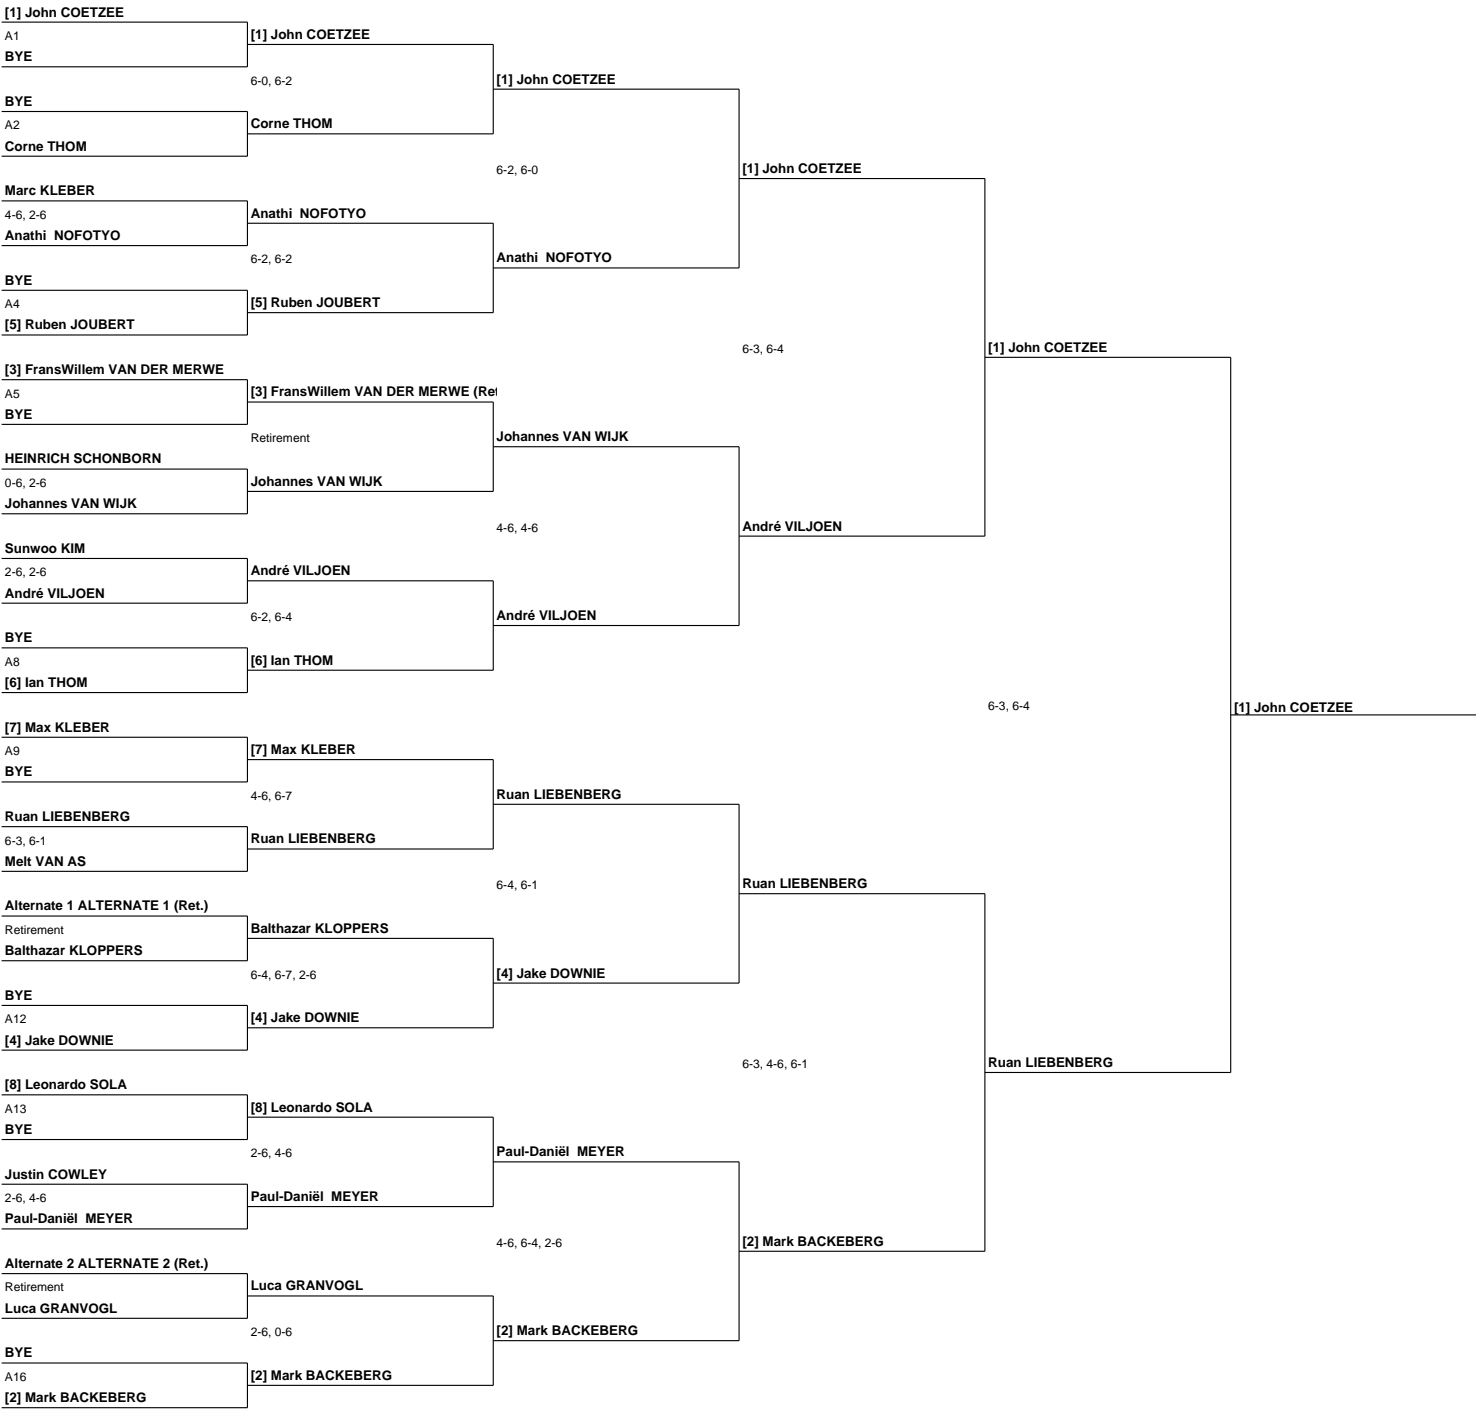 [1] John COETZEE
A1
BYE
BYE
A2
Corne THOM
Marc KLEBER
4-6, 2-6
Anathi  NOFOTYO
BYE
A4
[5] Ruben JOUBERT
[3] FransWillem VAN DER MERWE
A5
BYE
HEINRICH SCHONBORN
0-6, 2-6
Johannes VAN WIJK
Sunwoo KIM
2-6, 2-6
André VILJOEN
BYE
A8
[6] Ian THOM
[7] Max KLEBER
A9
BYE
Ruan LIEBENBERG
6-3, 6-1
Melt VAN AS
Alternate 1 ALTERNATE 1 (Ret.)
Retirement
Balthazar KLOPPERS
BYE
A12
[4] Jake DOWNIE
[8] Leonardo SOLA
A13
BYE
Justin COWLEY
2-6, 4-6
Paul-Daniël  MEYER
Alternate 2 ALTERNATE 2 (Ret.)
Retirement
Luca GRANVOGL
BYE
A16
[2] Mark BACKEBERG
[1] John COETZEE
6-0, 6-2
Corne THOM
Anathi  NOFOTYO
6-2, 6-2
[5] Ruben JOUBERT
[3] FransWillem VAN DER MERWE (Ret
Retirement
Johannes VAN WIJK
André VILJOEN
6-2, 6-4
[6] Ian THOM
[7] Max KLEBER
4-6, 6-7
Ruan LIEBENBERG
Balthazar KLOPPERS
6-4, 6-7, 2-6
[4] Jake DOWNIE
[8] Leonardo SOLA
2-6, 4-6
Paul-Daniël  MEYER
Luca GRANVOGL
2-6, 0-6
[2] Mark BACKEBERG
[1] John COETZEE
6-2, 6-0
Anathi  NOFOTYO
Johannes VAN WIJK
4-6, 4-6
André VILJOEN
Ruan LIEBENBERG
6-4, 6-1
[4] Jake DOWNIE
Paul-Daniël  MEYER
4-6, 6-4, 2-6
[2] Mark BACKEBERG
[1] John COETZEE
6-3, 6-4
André VILJOEN
Ruan LIEBENBERG
6-3, 4-6, 6-1
[2] Mark BACKEBERG
[1] John COETZEE
6-3, 6-4
Ruan LIEBENBERG
[1] John COETZEE